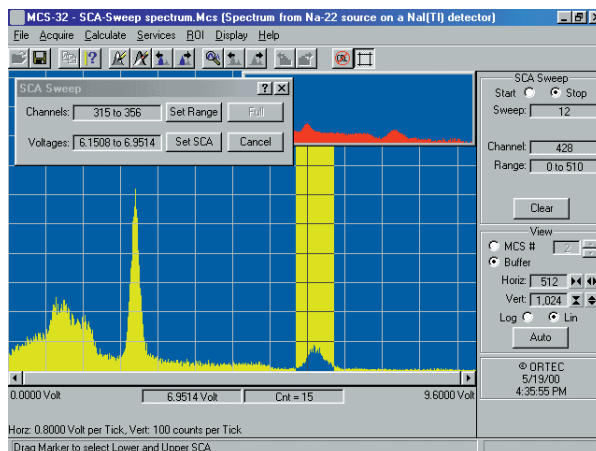 MCS-32 - SCA-Sweep spectrum.Mcs (Spectrum from Na-22 source on a NaI(Tl) detector)
File Acquire Calculate Services ROI Display Help
SCA Sweep
Channels: 315 to 356 Set Range Full
Voltages: 6.1508 to 6.9514 Set SCA Cancel
SCA Sweep
Start Stop
Sweep: 12
Channel: 428
Range: 0 to 510
Clear
View
MCS # 2
Buffer
Horiz: 512
Vert: 1,024
Log Lin
Auto
© ORTEC
5/19/00
4:35:55 PM
0.0000 Volt 6.9514 Volt Cnt = 15 9.6000 Volt
Horz: 0.8000 Volt per Tick, Vert: 100 counts per Tick
Drag Marker to select Lower and Upper SCA